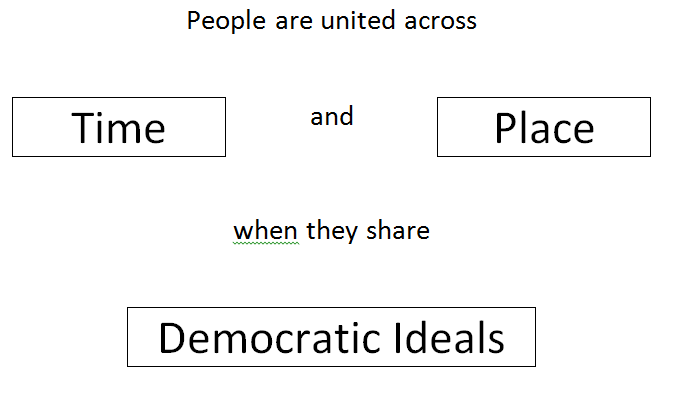 People are united across
Time and Place
when they share
Democratic Ideals